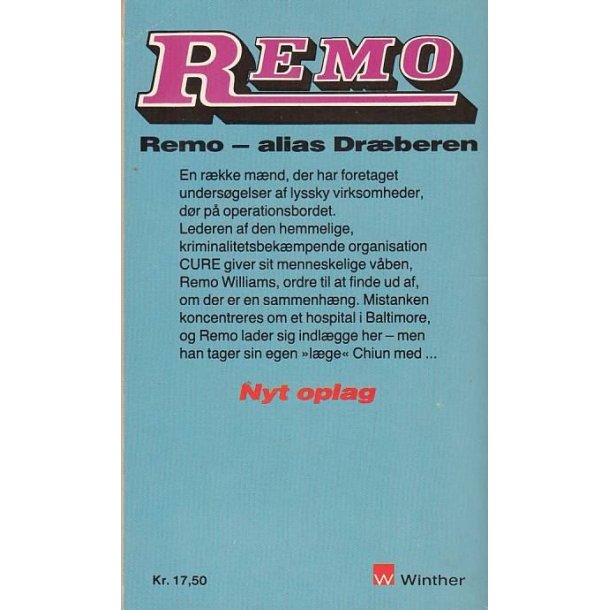 REMO
Remo – alias Dræberen
En række mænd, der har foretaget
undersøgelser af lyssky virksomheder,
dør på operationsbordet.
Lederen af den hemmelige,
kriminalitetsbekæmpende organisation
CURE giver sit menneskelige våben,
Remo Williams, ordre til at finde ud af,
om der er en sammenhæng. Mistanken
koncentreres om et hospital i Baltimore,
og Remo lader sig indlægge her – men
han tager sin egen »læge« Chiun med ...
Nyt oplag
Kr. 17,50
W Winther